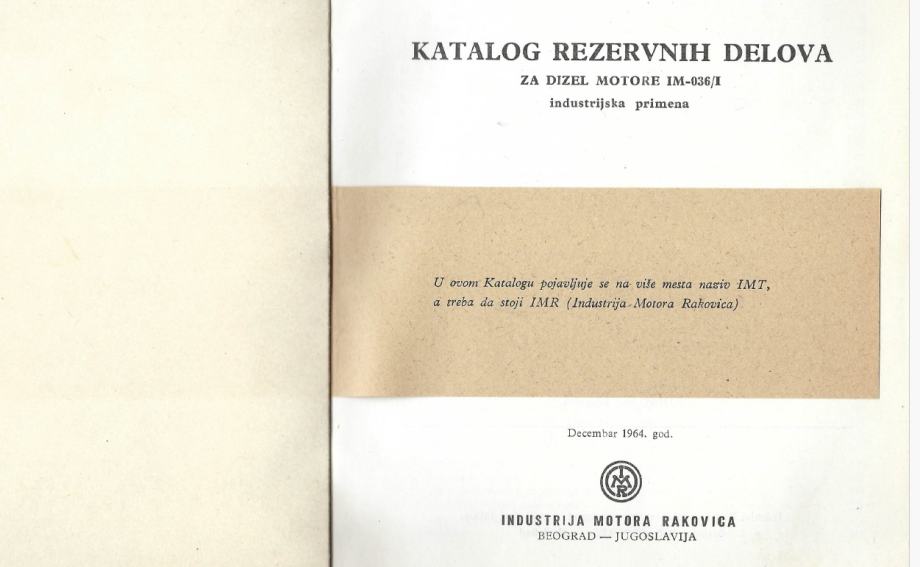 KATALOG REZERVNIH DELOVA
ZA DIZEL MOTORE IM-036/I
industrijska primena
U ovom Katalogu pojavljuje se na više mesta naziv IMT,
a treba da stoji IMR (Industrija Motora Rakovica)
Decembar 1964. god.
IMR
INDUSTRIJA MOTORA RAKOVICA
BEOGRAD — JUGOSLAVIJA